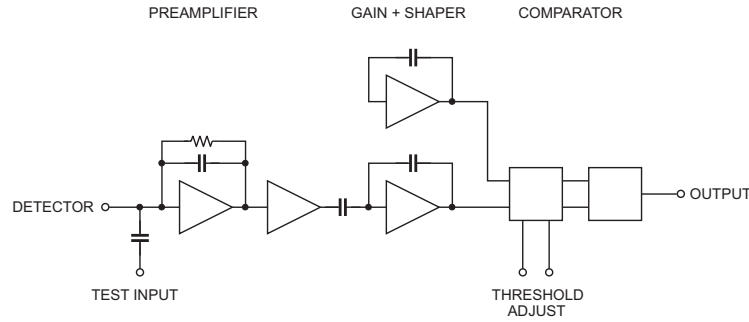 PREAMPLIFIER
GAIN + SHAPER
COMPARATOR
DETECTOR
OUTPUT
TEST INPUT
THRESHOLD
ADJUST